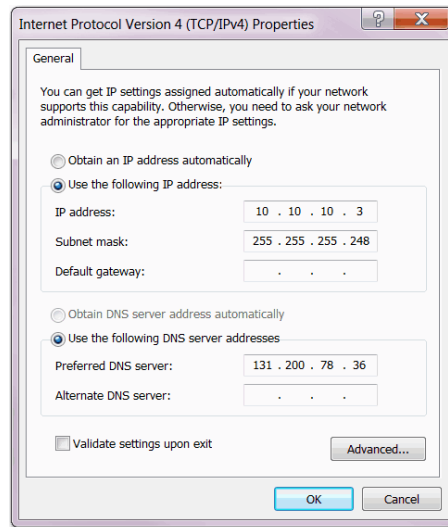 Internet Protocol Version 4 (TCP/IPv4) Properties
General
You can get IP settings assigned automatically if your network
supports this capability. Otherwise, you need to ask your network
administrator for the appropriate IP settings.
Obtain an IP address automatically
Use the following IP address:
IP address: 10 . 10 . 10 . 3
Subnet mask: 255 . 255 . 255 . 248
Default gateway: . . .
Obtain DNS server address automatically
Use the following DNS server addresses
Preferred DNS server: 131 . 200 . 78 . 36
Alternate DNS server: . . .
Validate settings upon exit
Advanced...
OK Cancel